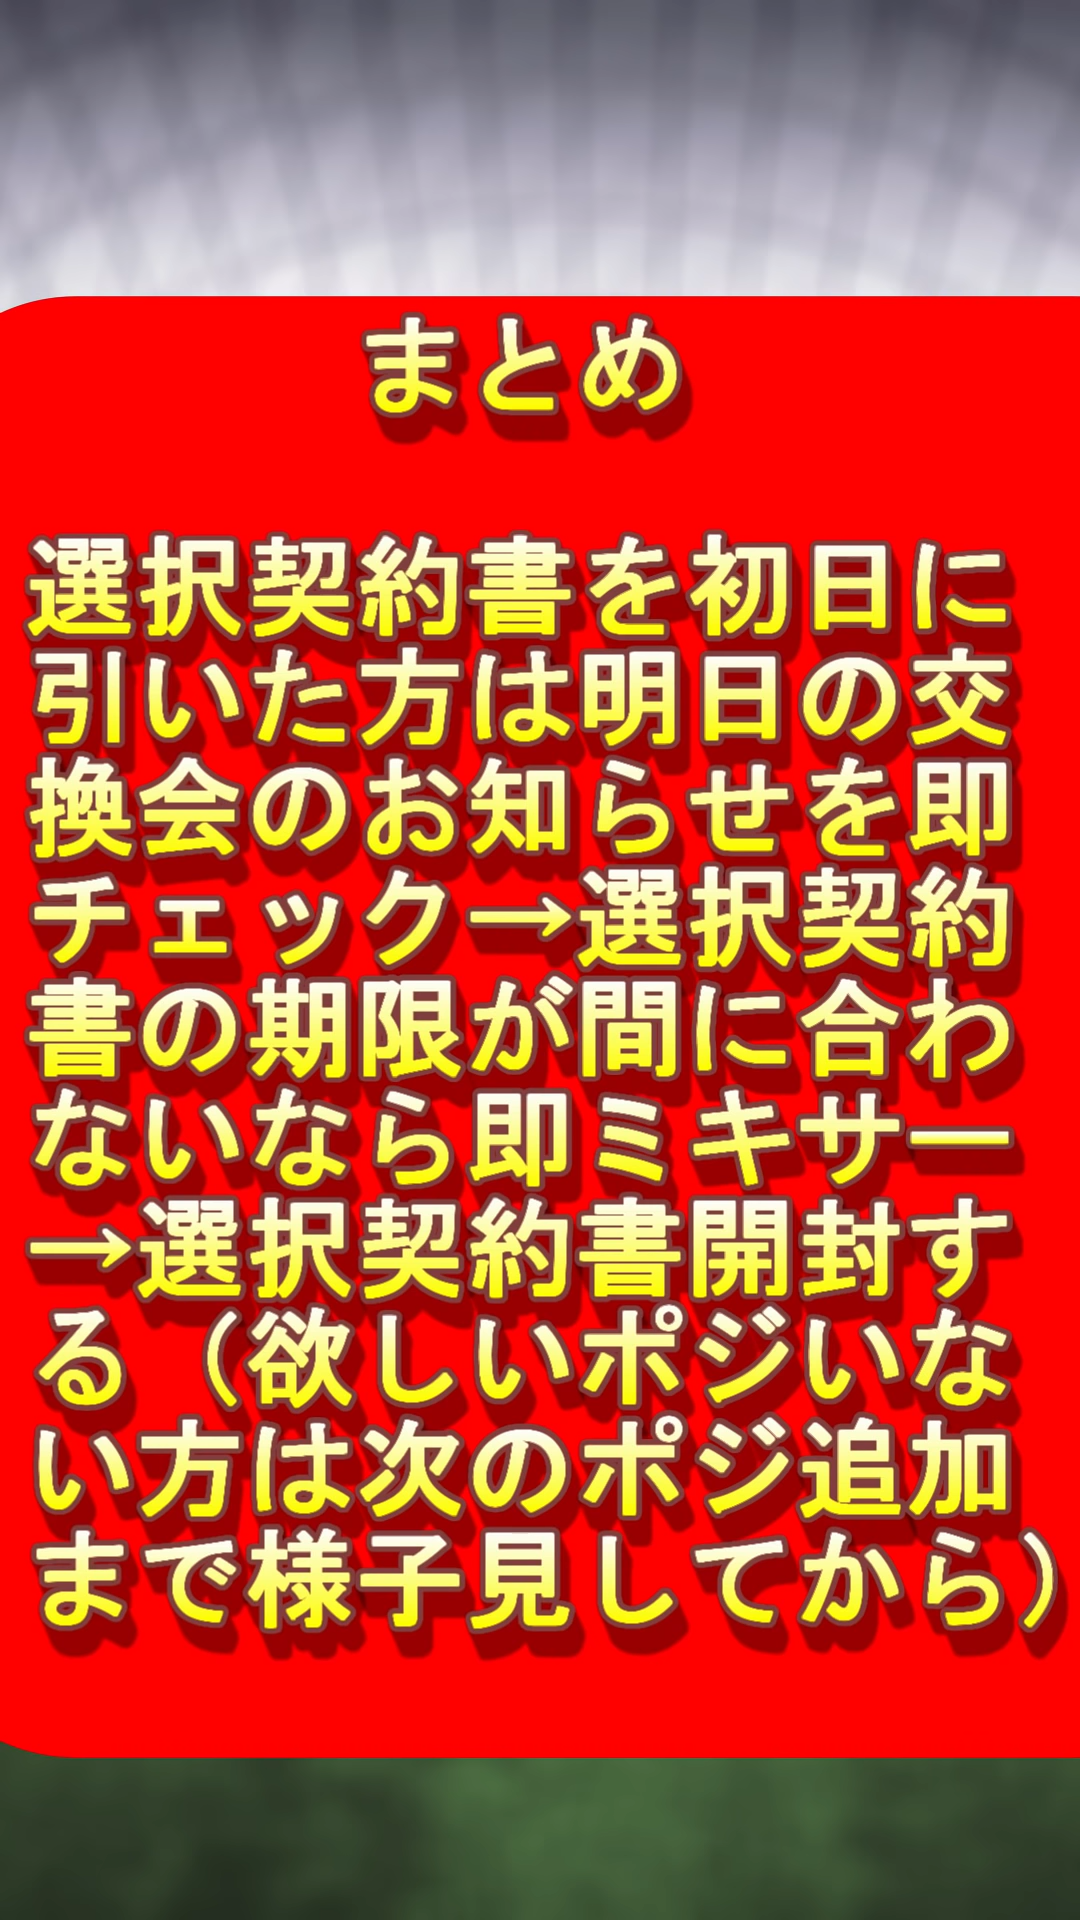 まとめ
選択契約書を初日に
引いた方は明日の交
換会のお知らせを即
チェック→選択契約
書の期限が間に合わ
ないなら即ミキサー
→選択契約書開封す
る（欲しいポジいな
い方は次のポジ追加
まで様子見してから）